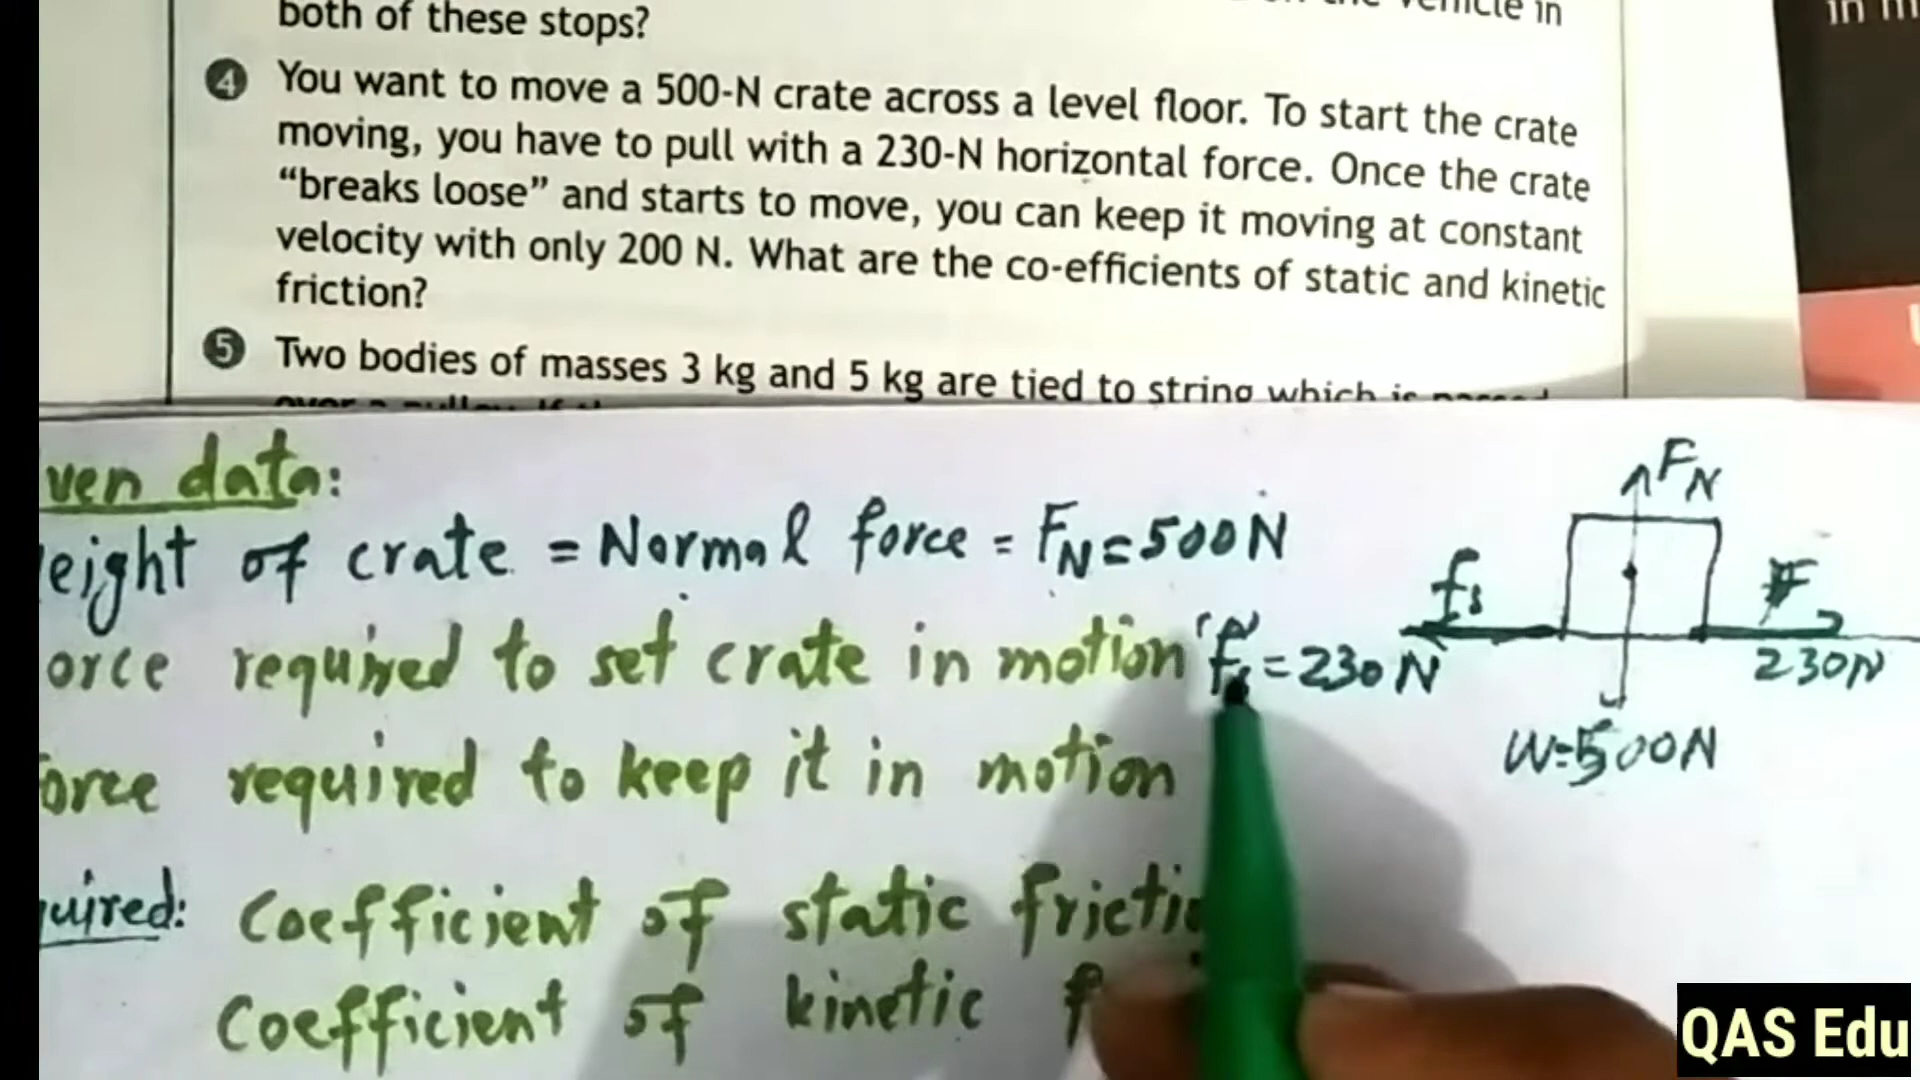 both of these stops?
vehicle in
in
4 You want to move a 500-N crate across a level floor. To start the crate
moving, you have to pull with a 230-N horizontal force. Once the crate
“breaks loose” and starts to move, you can keep it moving at constant
velocity with only 200 N. What are the co-efficients of static and kinetic
friction?
5 Two bodies of masses 3 kg and 5 kg are tied to string which is
ven data:
eight of crate = Normal force = FN = 500N
orce required to set crate in motion = 230N
orce required to keep it in motion
quired: Coefficient of static frictio
Coefficient of kinetic f
FN
fs
F
230N
W=500N
QAS Edu